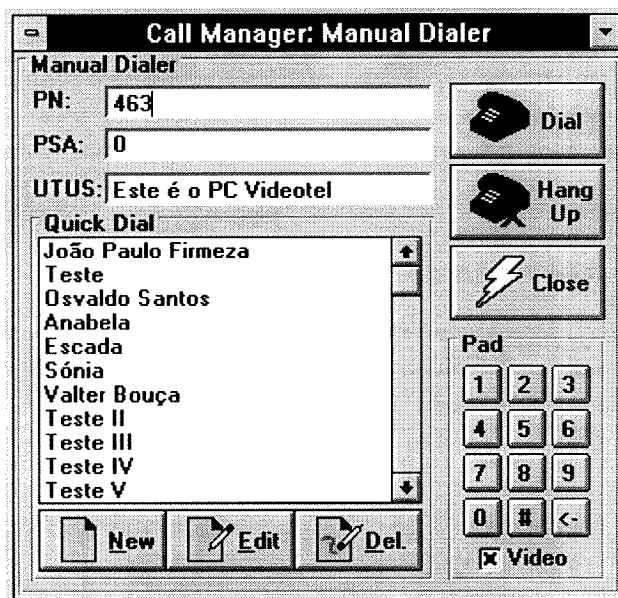 Call Manager: Manual Dialer
Manual Dialer
PN: 463
PSA: 0
UTUS: Este é o PC Videotel
Dial
Hang Up
Close
Quick Dial
João Paulo Firmeza
Teste
Osvaldo Santos
Anabela
Escada
Sónia
Valter Bouça
Teste II
Teste III
Teste IV
Teste V
New
Edit
Del.
Pad
1 2 3
4 5 6
7 8 9
0 # <-
x Video